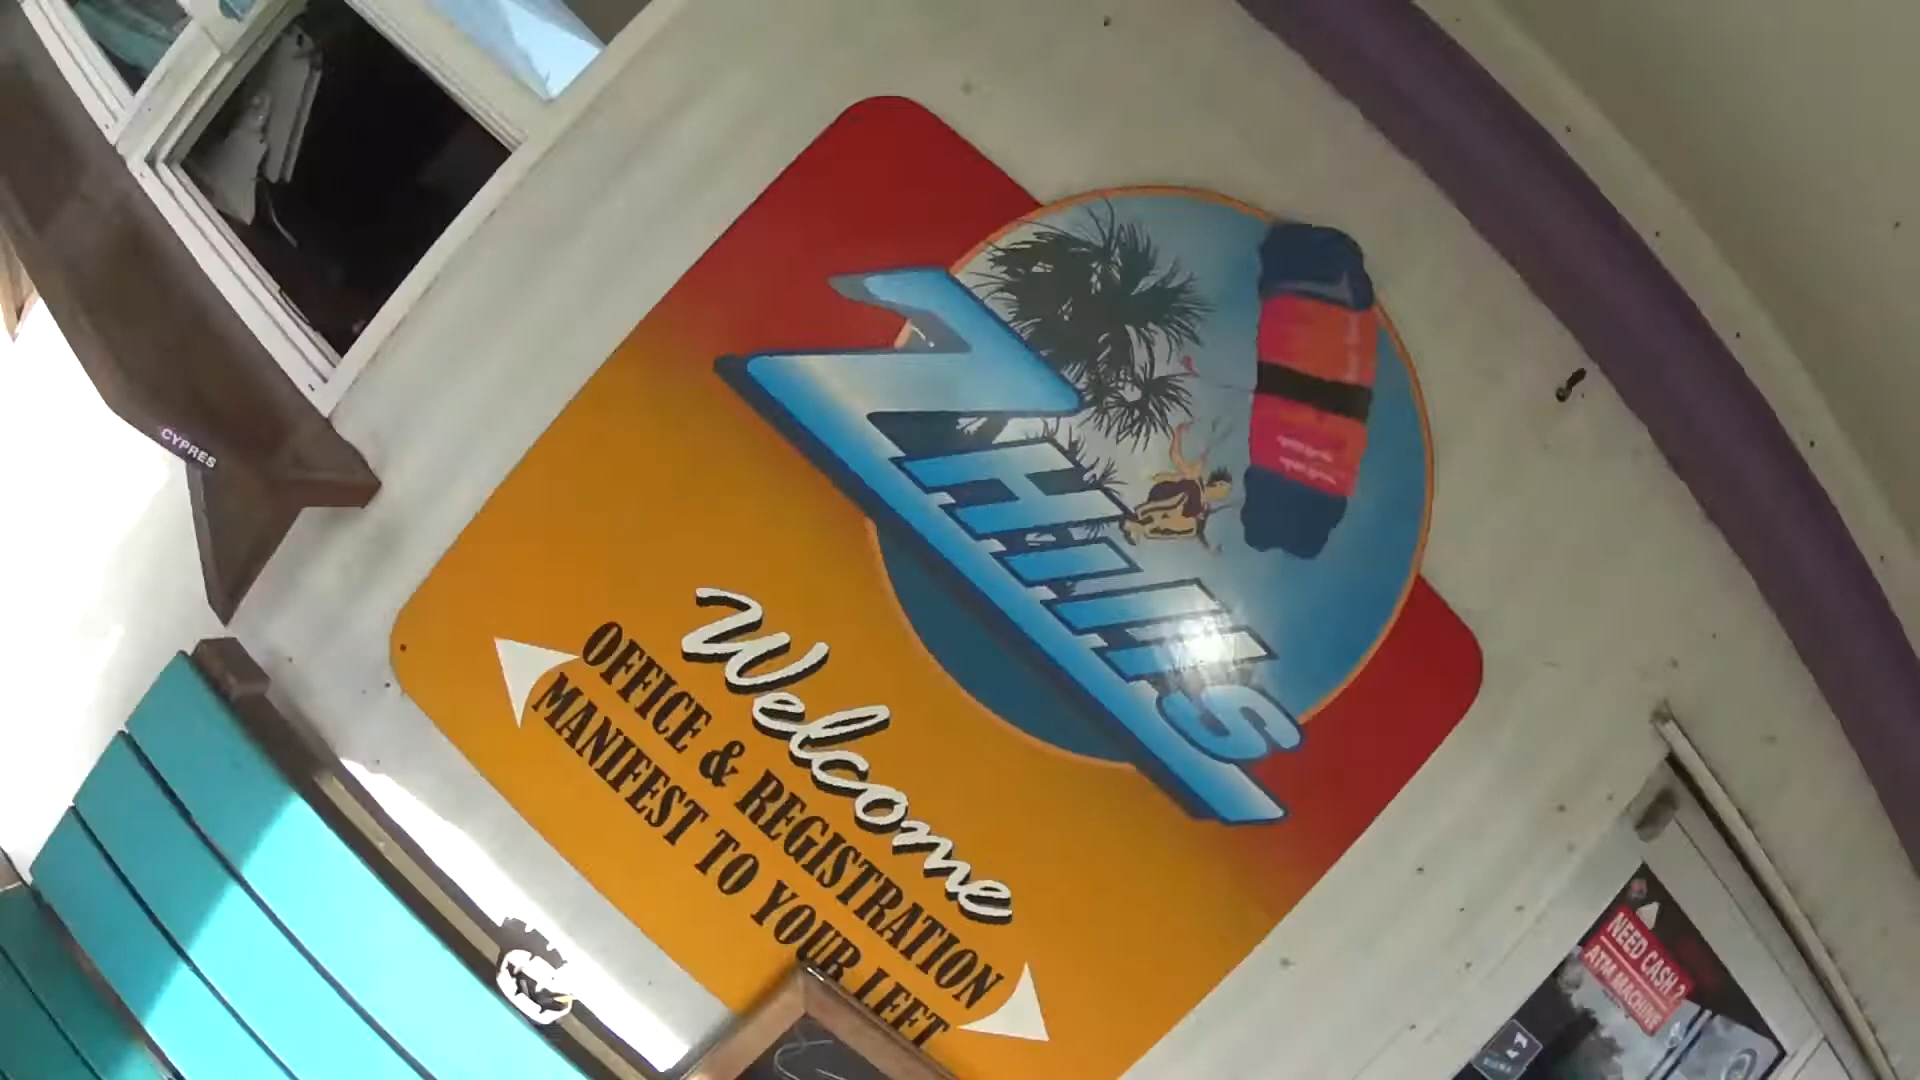 ZHILLS
Welcome
OFFICE & REGISTRATION
MANIFEST TO YOUR LEFT
CYPRES
NEED CASH ?
ATM MACHINE